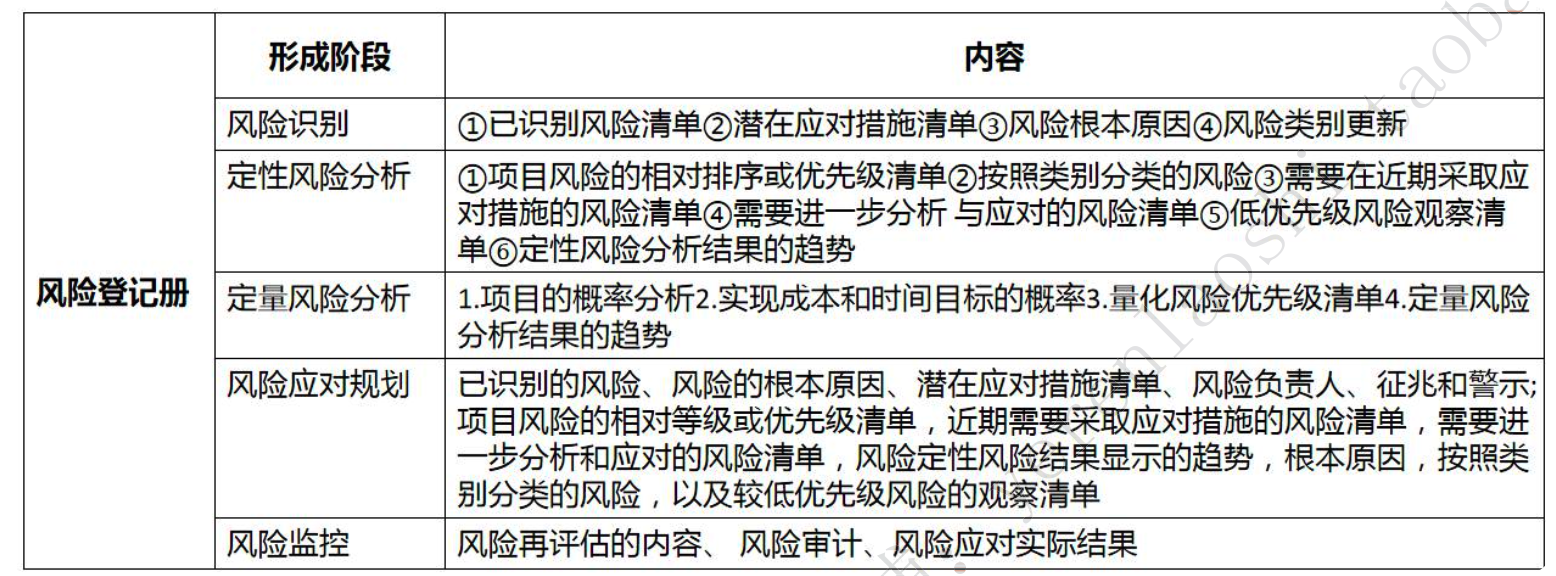 形成阶段
内容
风险识别
①已识别风险清单②潜在应对措施清单③风险根本原因④风险类别更新
定性风险分析
①项目风险的相对排序或优先级清单②按照类别分类的风险③需要在近期采取应
对措施的风险清单④需要进一步分析 与应对的风险清单⑤低优先级风险观察清
单⑥定性风险分析结果的趋势
风险登记册
定量风险分析
1.项目的概率分析2.实现成本和时间目标的概率3.量化风险优先级清单4.定量风险
分析结果的趋势
风险应对规划
已识别的风险、风险的根本原因、潜在应对措施清单、风险负责人、征兆和警示;
项目风险的相对等级或优先级清单，近期需要采取应对措施的风险清单，需要进
一步分析和应对的风险清单，风险定性风险结果显示的趋势，根本原因，按照类
别分类的风险，以及较低优先级风险的观察清单
风险监控
风险再评估的内容、 风险审计、风险应对实际结果